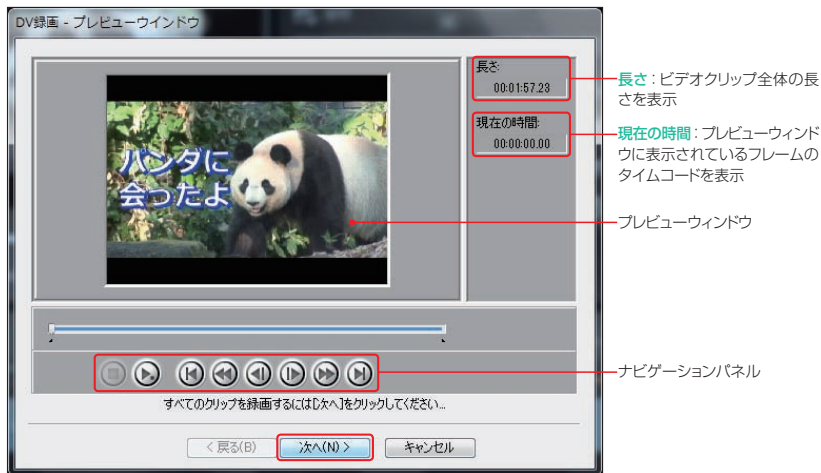 DV録画 - プレビューウインドウ
長さ:
00:01:57.23
現在の時間:
00:00:00.00
パンダに
会ったよ
すべてのクリップを録画するには[次へ]をクリックしてください...
< 戻る(B)
次へ(N) >
キャンセル
長さ：ビデオクリップ全体の長
さを表示
現在の時間：プレビューウィンド
ウに表示されているフレームの
タイムコードを表示
プレビューウィンドウ
ナビゲーションパネル